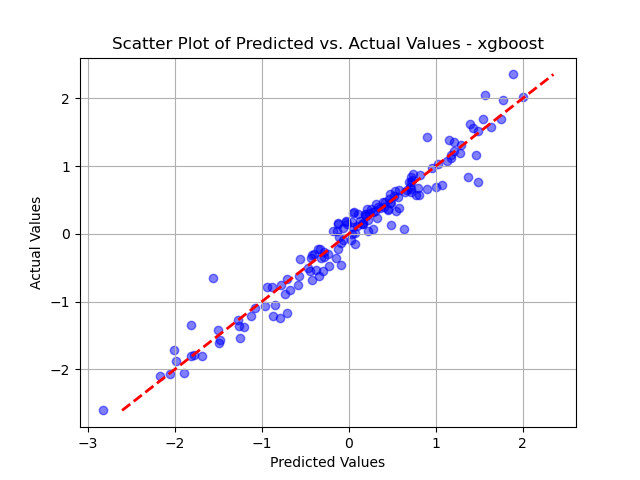 Scatter Plot of Predicted vs. Actual Values - xgboost
2
1
0
−1
−2
Actual Values
−3 −2 −1 0 1 2
Predicted Values